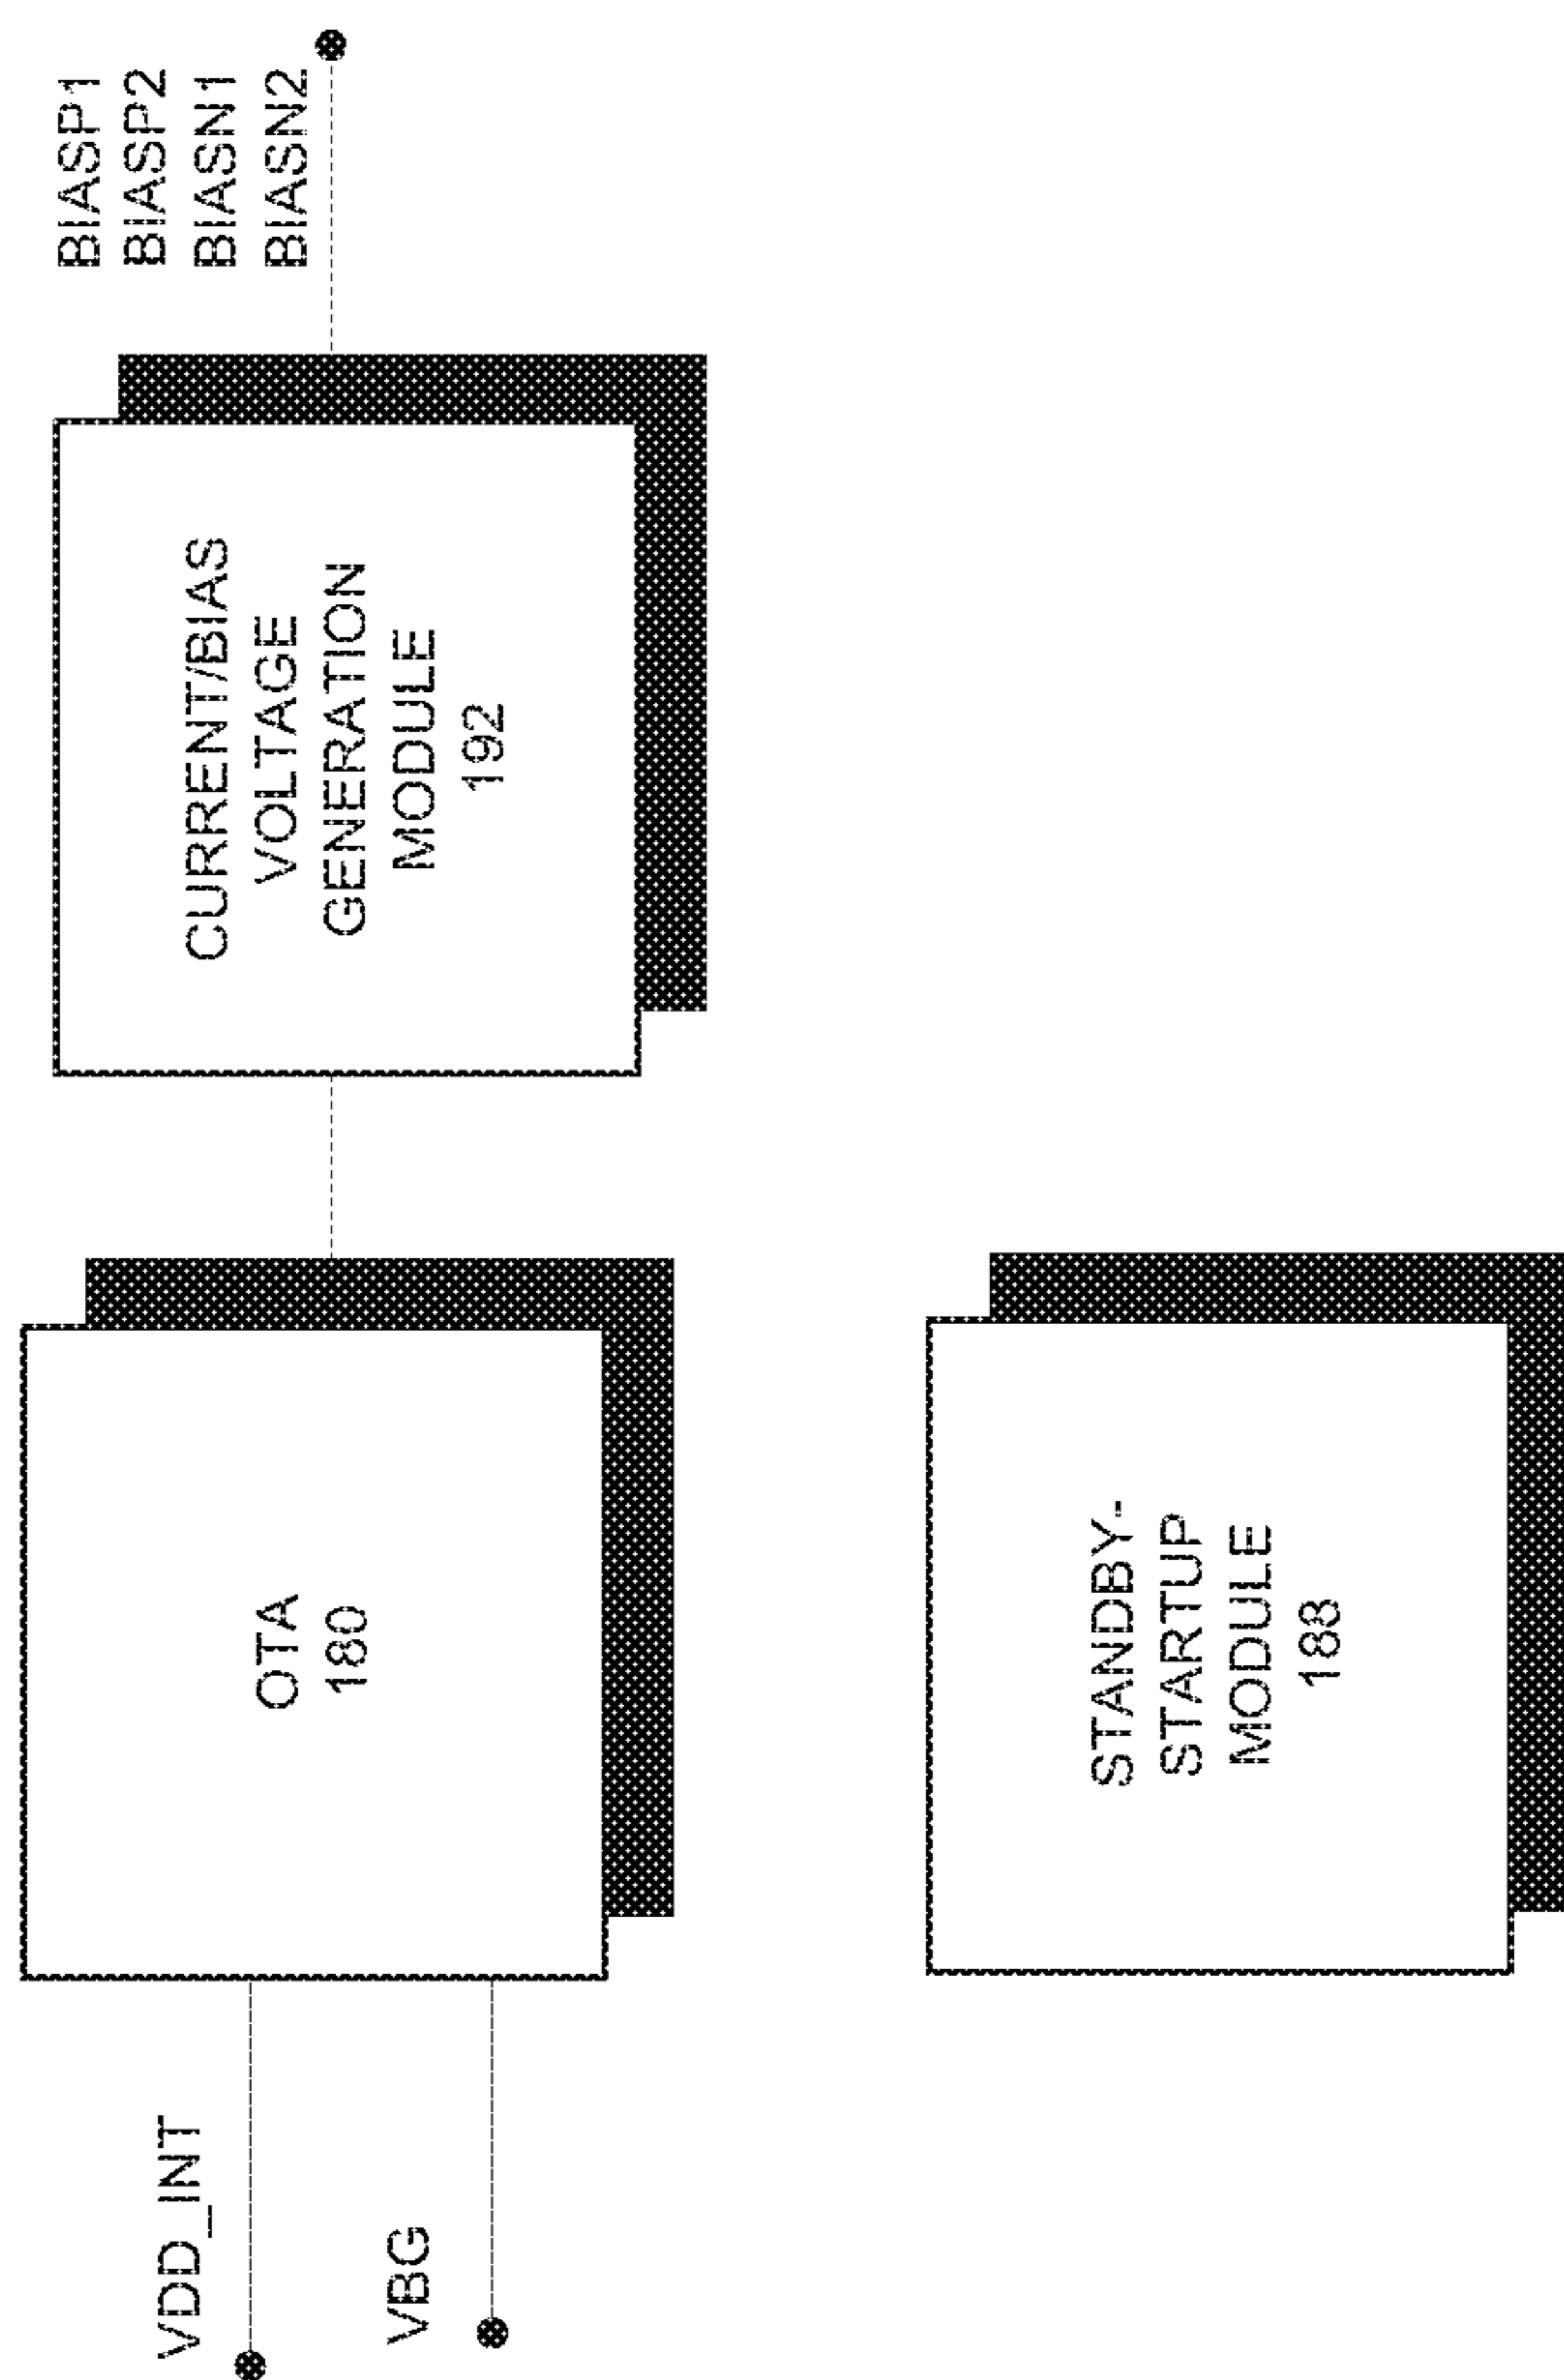 VDD_INT
VBG
OTA
180
CURRENT/BIAS
VOLTAGE
GENERATION
MODULE
192
BIASP1
BIASP2
BIASN1
BIASN2
STANDBY-
STARTUP
MODULE
188